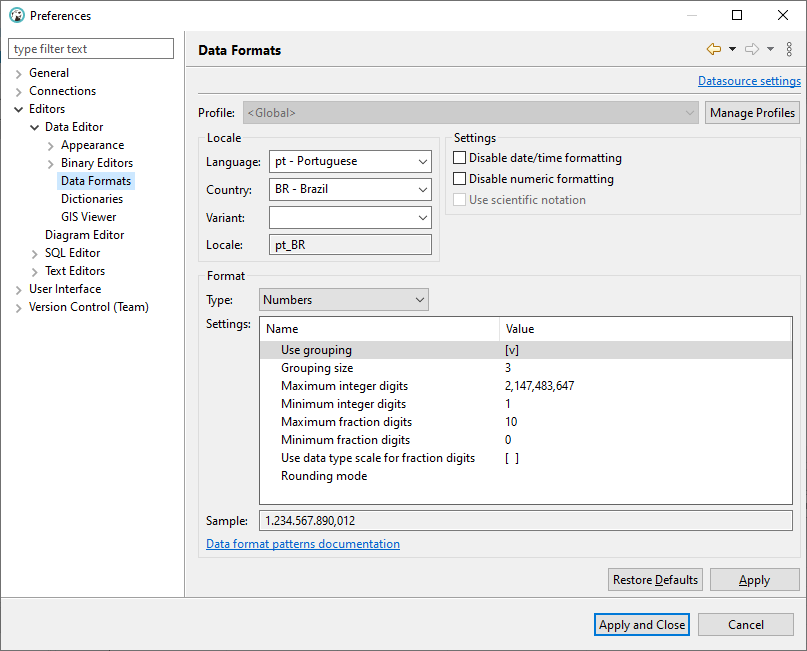 Preferences
type filter text
General
Connections
Editors
Data Editor
Appearance
Binary Editors
Data Formats
Dictionaries
GIS Viewer
Diagram Editor
SQL Editor
Text Editors
User Interface
Version Control (Team)
Data Formats
Datasource settings
Profile: <Global> Manage Profiles
Locale
Language: pt - Portuguese
Country: BR - Brazil
Variant:
Locale: pt_BR
Settings
Disable date/time formatting
Disable numeric formatting
Use scientific notation
Format
Type: Numbers
Settings:
Name Value
Use grouping [v]
Grouping size 3
Maximum integer digits 2,147,483,647
Minimum integer digits 1
Maximum fraction digits 10
Minimum fraction digits 0
Use data type scale for fraction digits [ ]
Rounding mode
Sample: 1.234.567.890,012
Data format patterns documentation
Restore Defaults Apply
Apply and Close Cancel